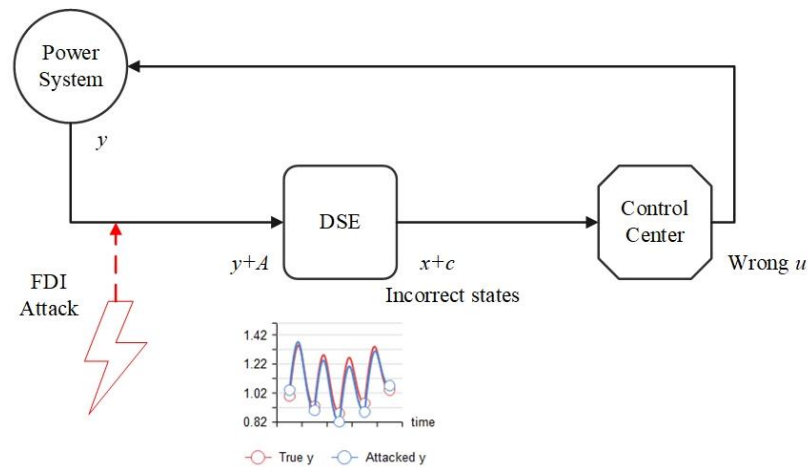 Power
System
y
FDI
Attack
y+A
DSE
x+c
Incorrect states
Control
Center
Wrong u
1.42
1.22
1.02
0.82
time
True y
Attacked y